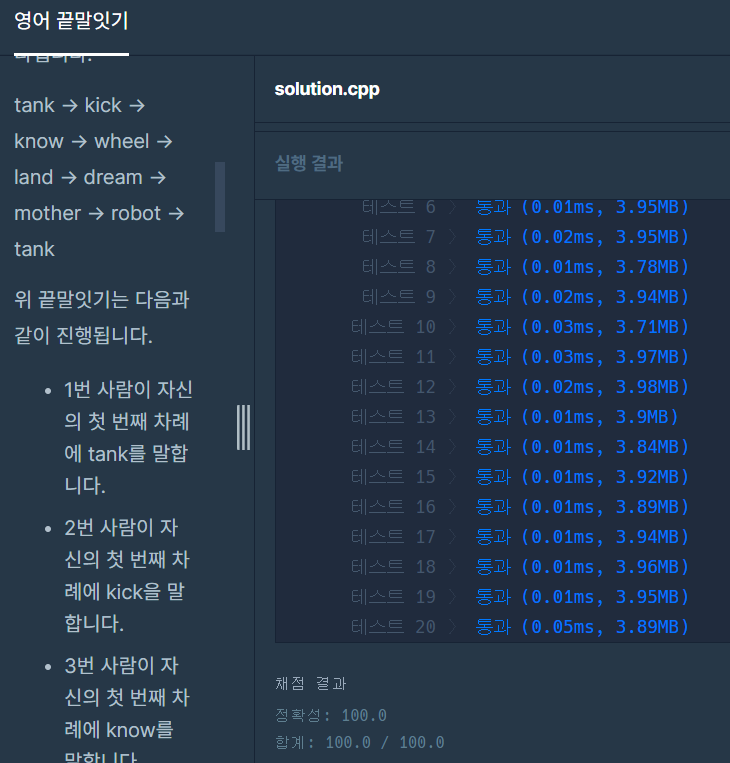 영어 끝말잇기
tank → kick →
know → wheel →
land → dream →
mother → robot →
tank
위 끝말잇기는 다음과
같이 진행됩니다.
• 1번 사람이 자신
의 첫 번째 차례
에 tank를 말합
니다.
• 2번 사람이 자
신의 첫 번째 차
례에 kick을 말
합니다.
• 3번 사람이 자
신의 첫 번째 차
례에 know를
말합니다.
solution.cpp
실행 결과
테스트 6 〉 통과 (0.01ms, 3.95MB)
테스트 7 〉 통과 (0.02ms, 3.95MB)
테스트 8 〉 통과 (0.01ms, 3.78MB)
테스트 9 〉 통과 (0.02ms, 3.94MB)
테스트 10 〉 통과 (0.03ms, 3.71MB)
테스트 11 〉 통과 (0.03ms, 3.97MB)
테스트 12 〉 통과 (0.02ms, 3.98MB)
테스트 13 〉 통과 (0.01ms, 3.9MB)
테스트 14 〉 통과 (0.01ms, 3.84MB)
테스트 15 〉 통과 (0.01ms, 3.92MB)
테스트 16 〉 통과 (0.01ms, 3.89MB)
테스트 17 〉 통과 (0.01ms, 3.94MB)
테스트 18 〉 통과 (0.01ms, 3.96MB)
테스트 19 〉 통과 (0.01ms, 3.95MB)
테스트 20 〉 통과 (0.05ms, 3.89MB)
채점 결과
정확성: 100.0
합계: 100.0 / 100.0